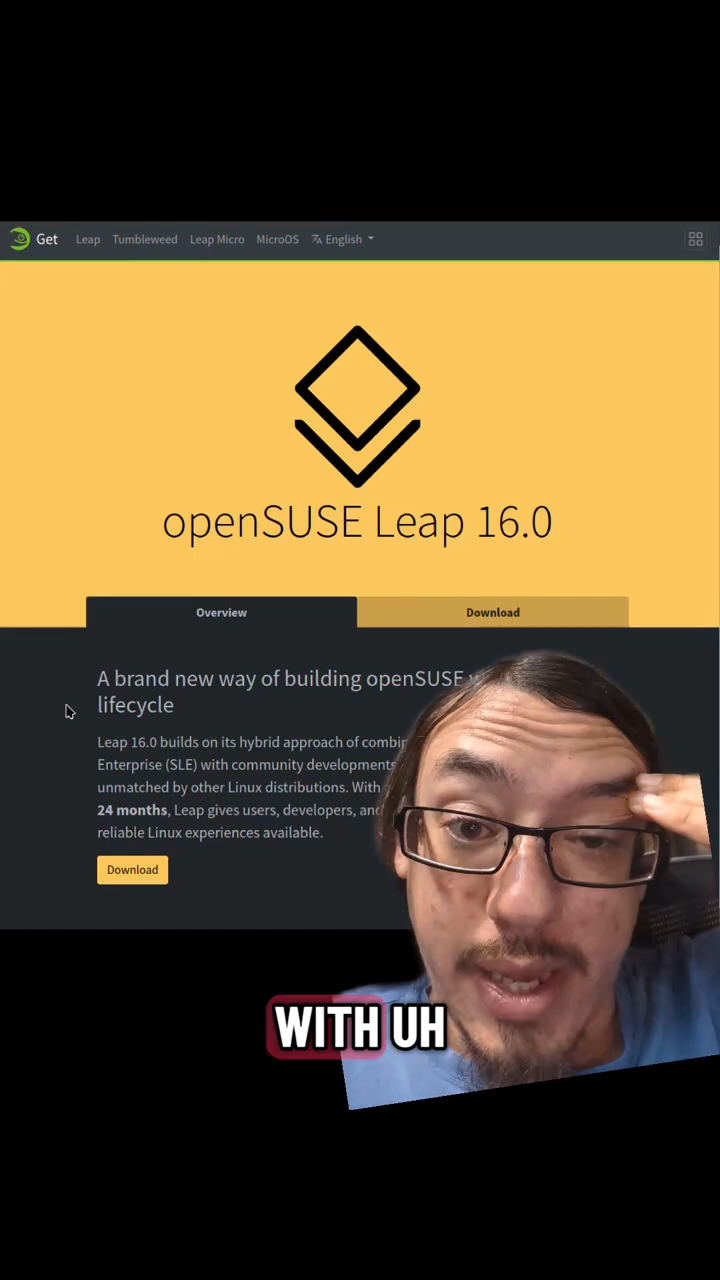 Get Leap Tumbleweed Leap Micro MicroOS English
openSUSE Leap 16.0
Overview Download
A brand new way of building openSUSE
lifecycle
Leap 16.0 builds on its hybrid approach of
Enterprise (SLE) with community developments
unmatched by other Linux distributions. With
24 months, Leap gives users, developers, and
reliable Linux experiences available.
Download
WITH UH